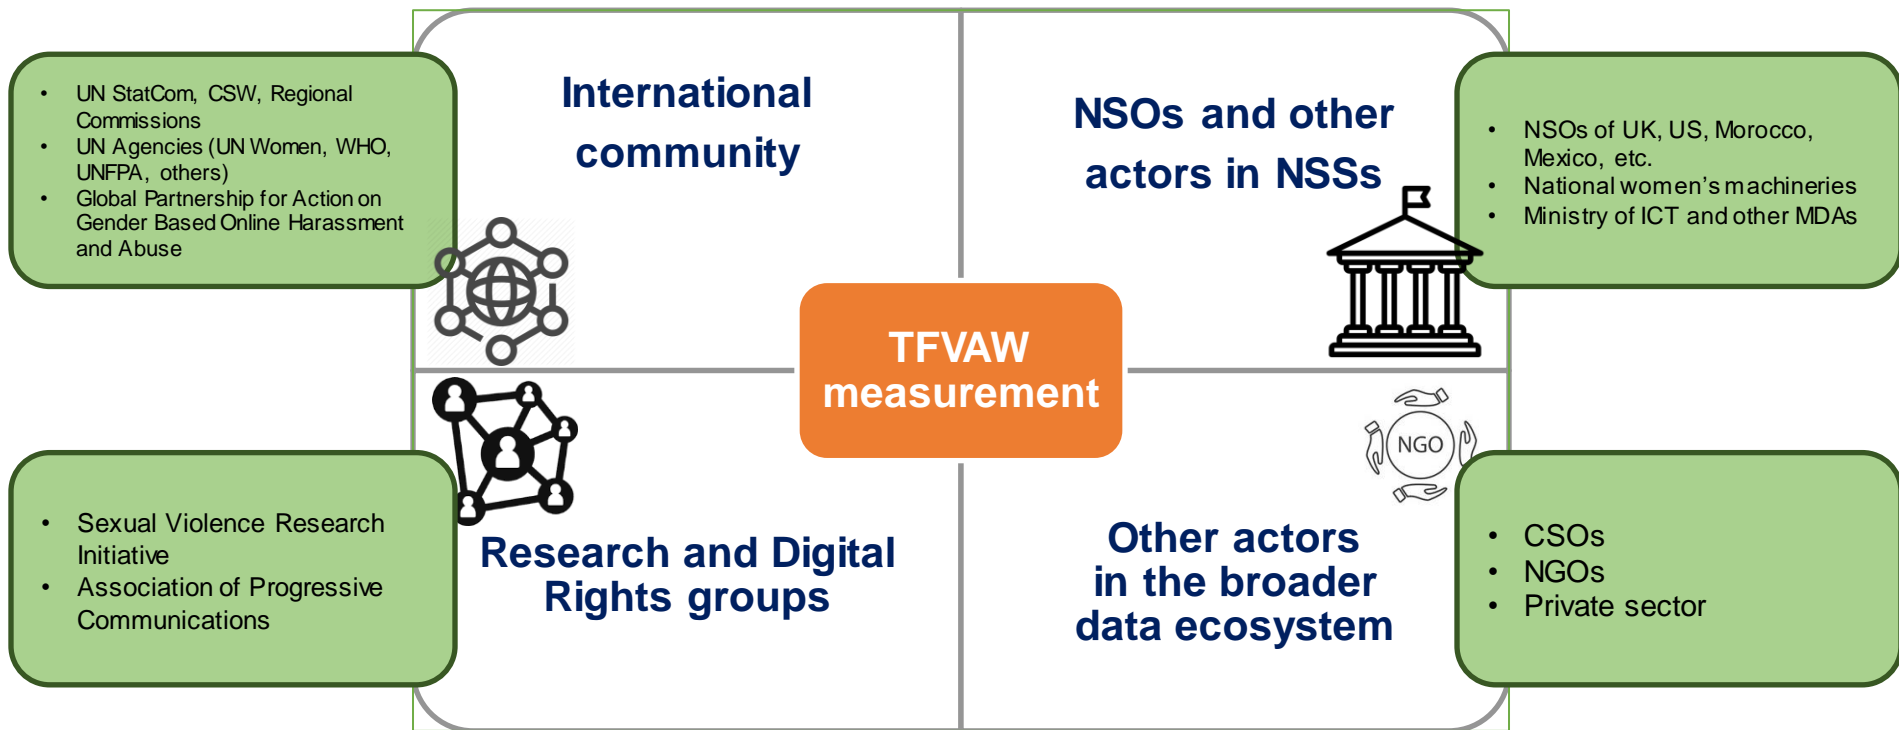 • UN StatCom, CSW, Regional
Commissions
• UN Agencies (UN Women, WHO,
UNFPA, others)
• Global Partnership for Action on
Gender Based Online Harassment
and Abuse
International
community
NSOs and other
actors in NSSs
• NSOs of UK, US, Morocco,
Mexico, etc.
• National women's machineries
• Ministry of ICT and other MDAs
TFVAW
measurement
• Sexual Violence Research
Initiative
• Association of Progressive
Communications
Research and Digital
Rights groups
NGO
Other actors
in the broader
data ecosystem
• CSOs
• NGOs
• Private sector